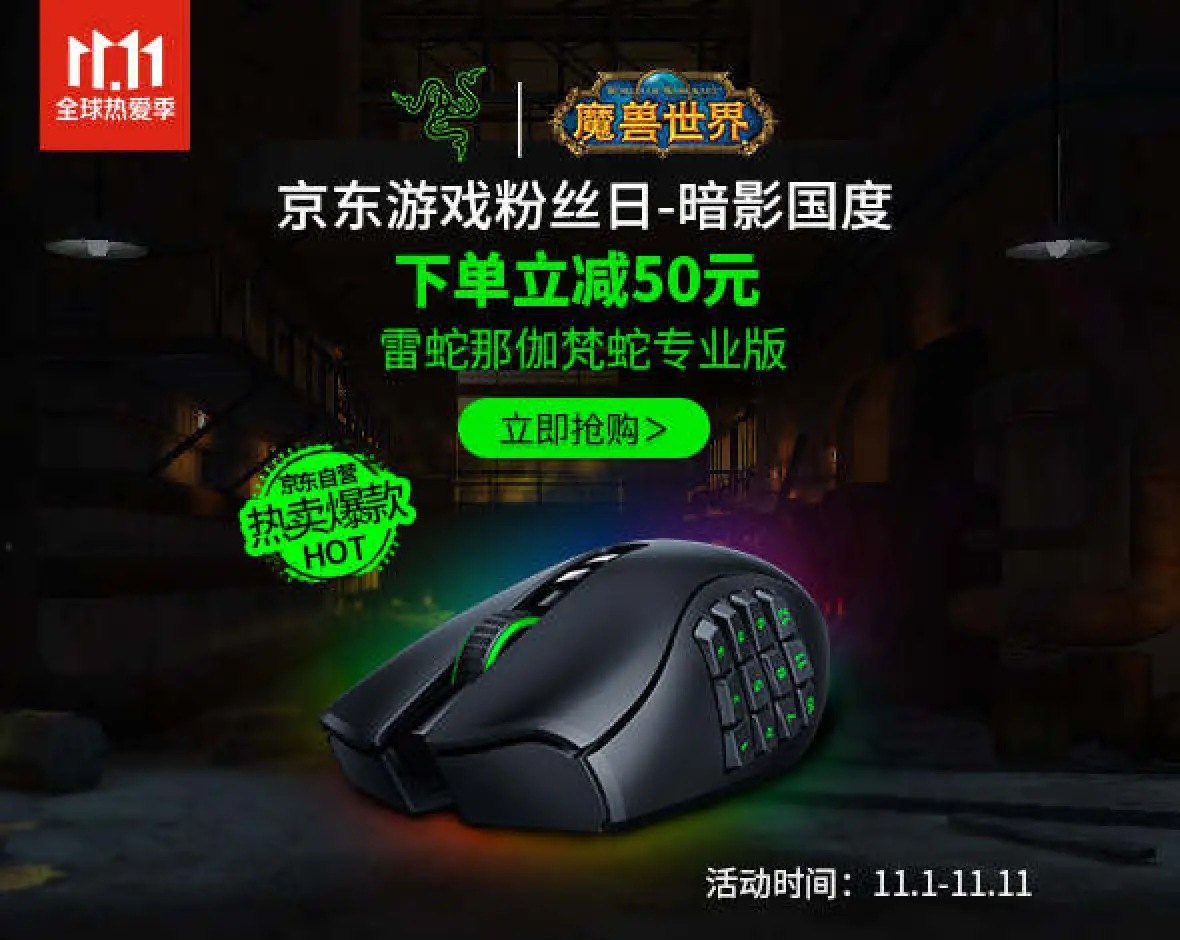 11.11
全球热爱季
WORLD OF WARCRAFT
魔兽世界
京东游戏粉丝日-暗影国度
下单立减50元
雷蛇那伽梵蛇专业版
立即抢购>
京东自营
热卖爆款
HOT
活动时间：11.1-11.11